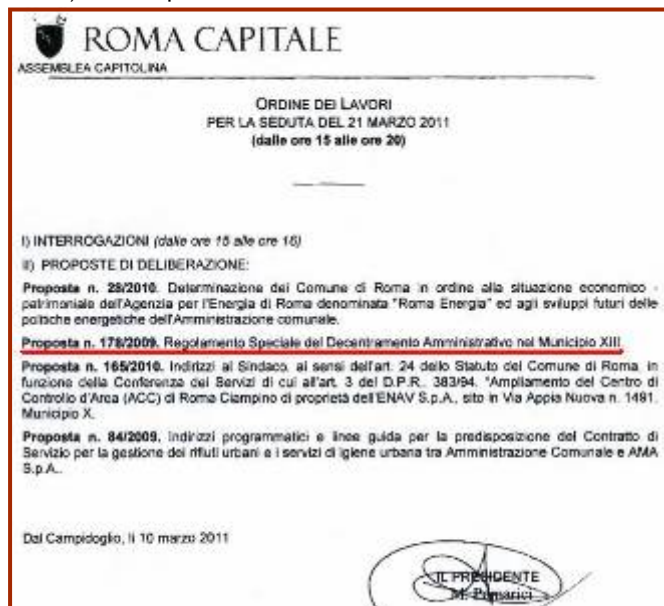 ROMA CAPITALE
ASSEMBLEA CAPITOLINA
ORDINE DEI LAVORI
PER LA SEDUTA DEL 21 MARZO 2011
(dalle ore 15 alle ore 20)
I) INTERROGAZIONI (dalle ore 15 alle ore 16)
II) PROPOSTE DI DELIBERAZIONE:
Proposta n. 28/2010. Determinazione del Comune di Roma in ordine alla situazione economico -
patrimoniale dell'Agenzia per l'Energia di Roma denominata "Roma Energia" ed agli sviluppi futuri delle
politiche energetiche dell'Amministrazione comunale.
Proposta n. 178/2009. Regolamento Speciale del Decentramento Amministrativo nel Municipio XIII.
Proposta n. 165/2010. Indirizzi al Sindaco, ai sensi dell'art. 24 dello Statuto del Comune di Roma, in
funzione della Conferenza dei Servizi di cui all'art. 3 del D.P.R. 383/94. "Ampliamento del Centro di
Controllo d'Area (ACC) di Roma Ciampino di proprietà dell'ENAV S.p.A., sito in Via Appia Nuova n. 1491.
Municipio X.
Proposta n. 84/2009. Indirizzi programmatici e linee guida per la predisposizione del Contratto di
Servizio per la gestione dei rifiuti urbani e i servizi di igiene urbana tra Amministrazione Comunale e AMA
S.p.A..
Dal Campidoglio, li 10 marzo 2011
IL PRESIDENTE
M. Pomarici